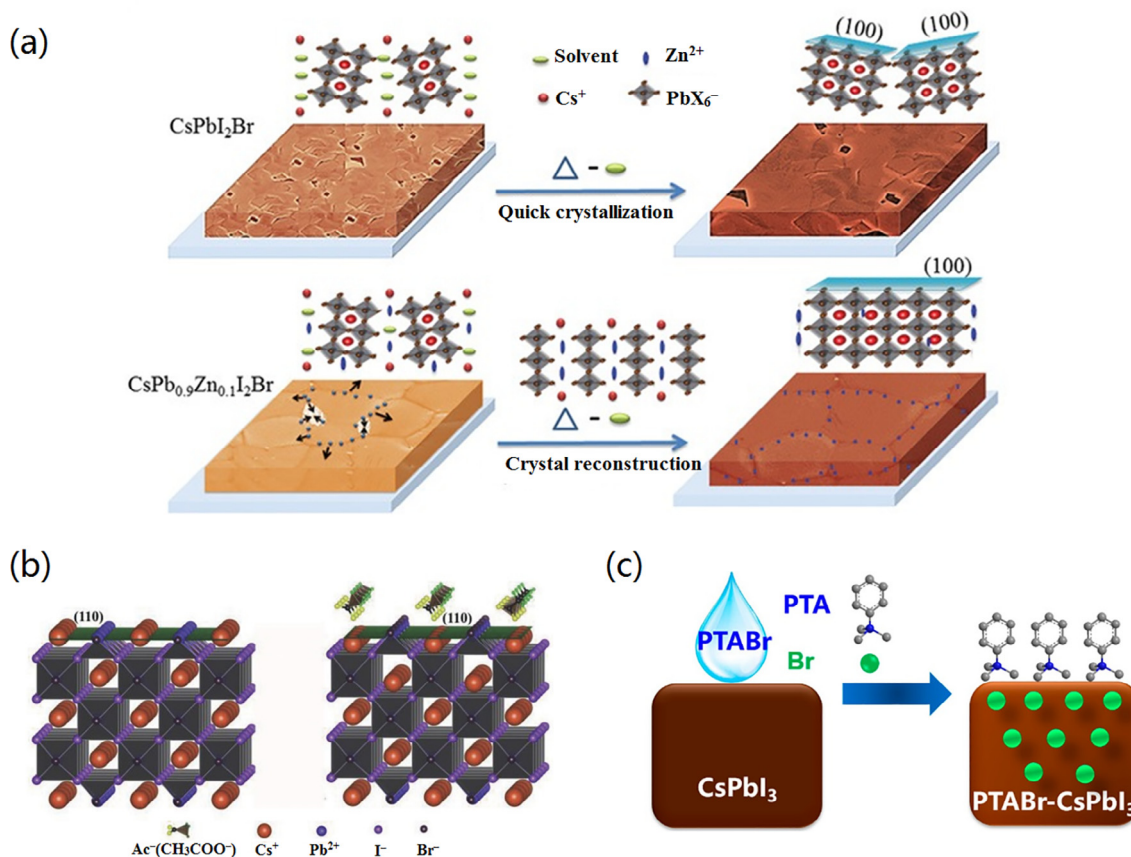 (a)
(100)
(100)
Solvent
Zn²⁺
Cs⁺
PbX₆⁻
CsPbI₂Br
△ -
Quick crystallization
(100)
CsPb₀.₉Zn₀.₁I₂Br
△ -
Crystal reconstruction
(b)
(110)
(110)
Ac⁻(CH3COO⁻)
Cs⁺
Pb²⁺
I⁻
Br⁻
(c)
PTA
PTABr
Br
CsPbI₃
PTABr-CsPbI₃